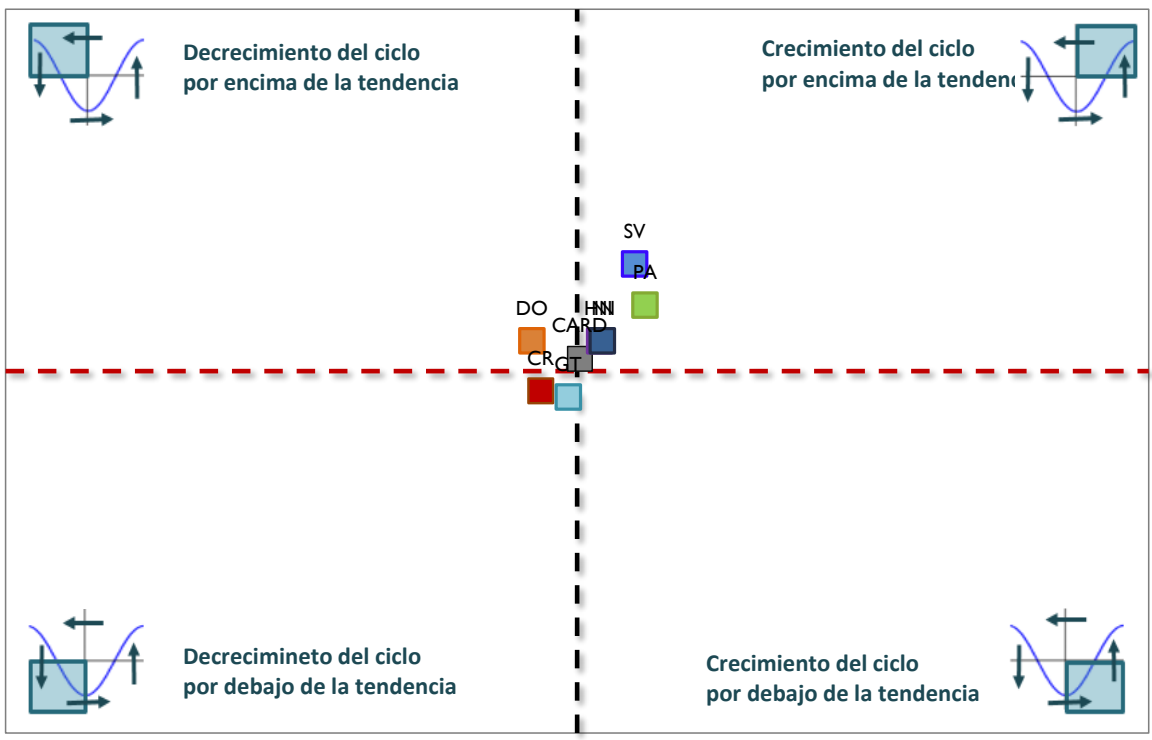 Decrecimiento del ciclo
por encima de la tendencia
Crecimiento del ciclo
por encima de la tendenc
SV
PA
DO
HN
NI
CARD
CR
GT
Decrecimineto del ciclo
por debajo de la tendencia
Crecimiento del ciclo
por debajo de la tendencia